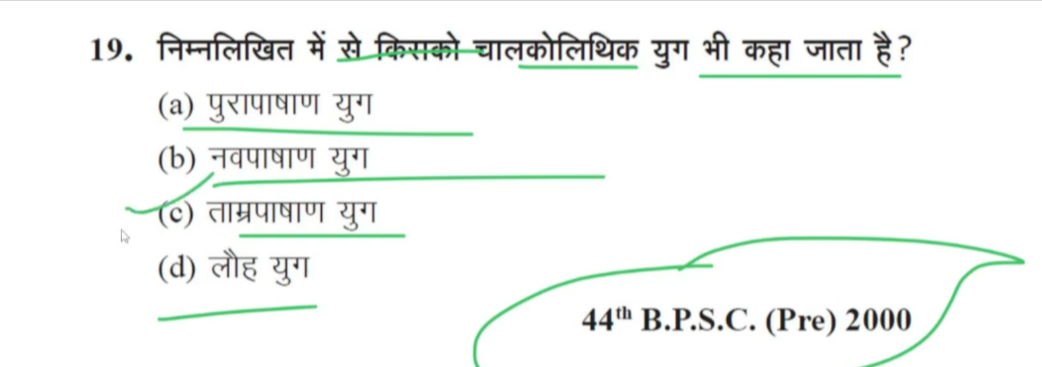 19. निम्नलिखित में से किसको चालकोलिथिक युग भी कहा जाता है?
(a) पुरापाषाण युग
(b) नवपाषाण युग
(c) ताम्रपाषाण युग
(d) लौह युग
44th B.P.S.C. (Pre) 2000